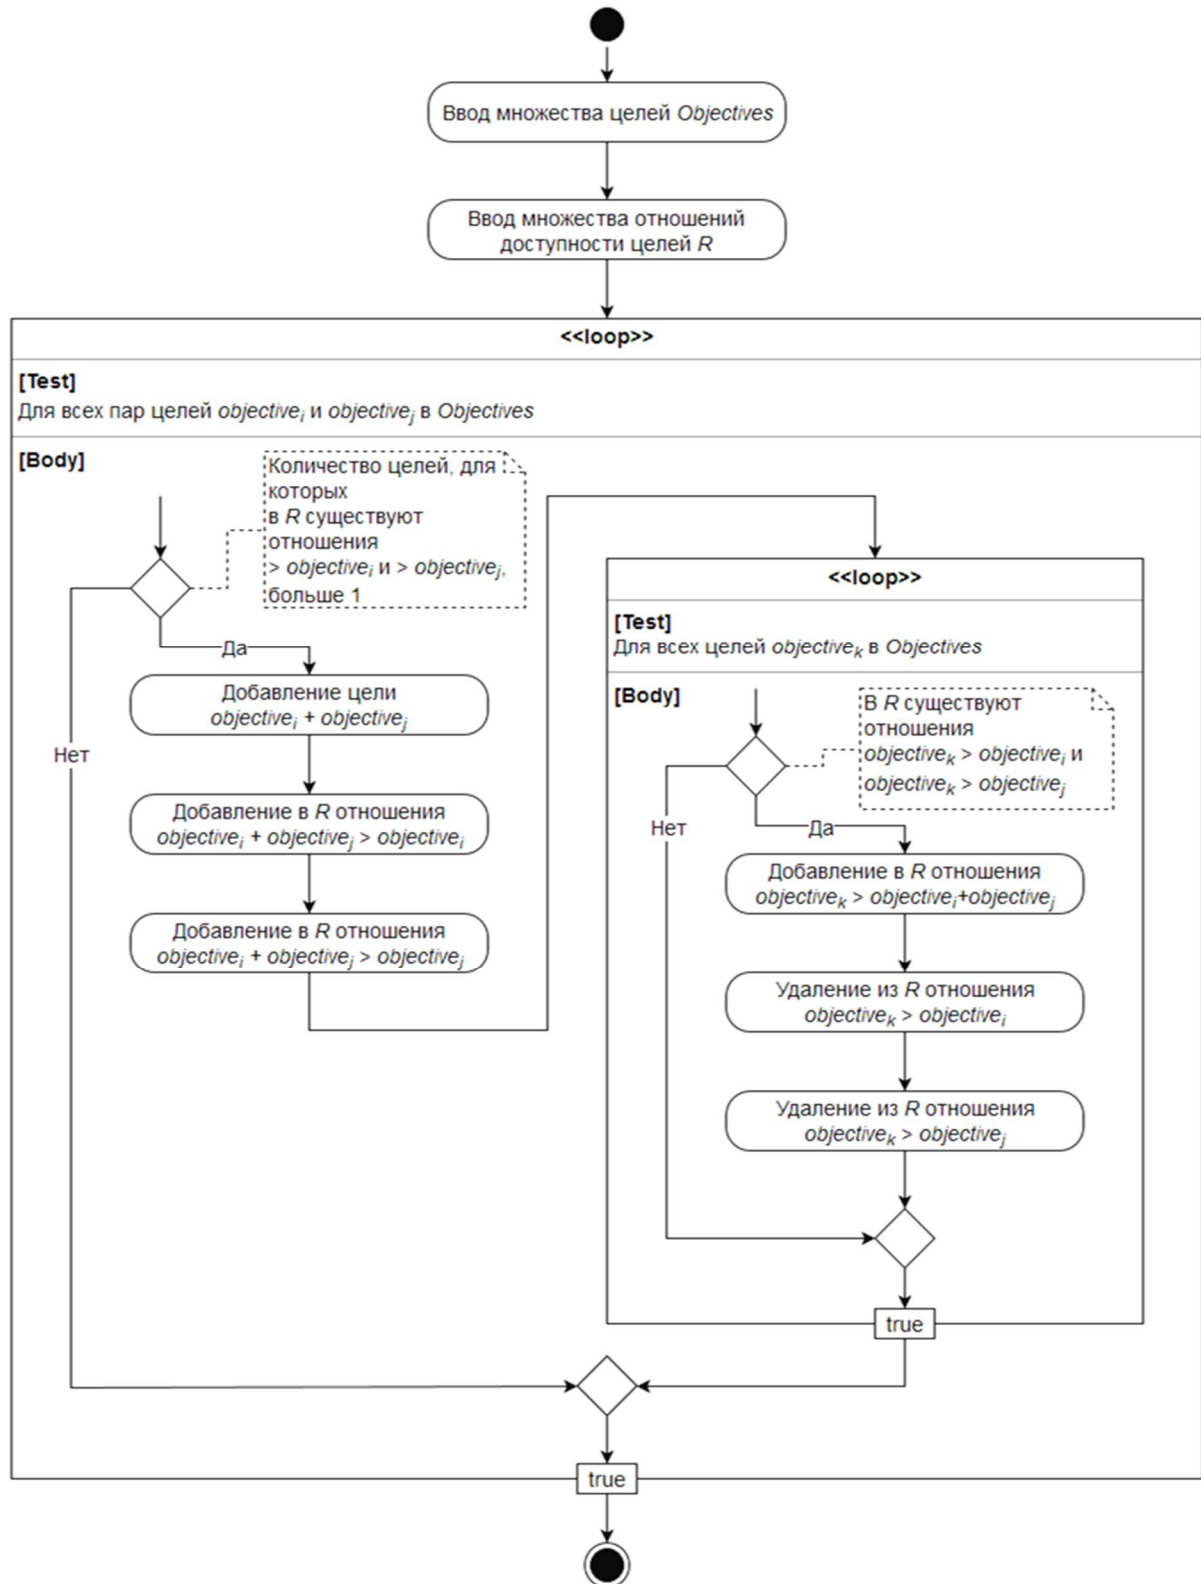 Ввод множества целей Objectives
Ввод множества отношений
доступности целей R
<<loop>>
[Test]
Для всех пар целей objectiveᵢ и objectiveⱼ в Objectives
[Body]
Количество целей, для
которых
в R существуют
отношения
> objectiveᵢ и > objectiveⱼ,
больше 1
Да
Нет
Добавление цели
objectiveᵢ + objectiveⱼ
Добавление в R отношения
objectiveᵢ + objectiveⱼ > objectiveᵢ
Добавление в R отношения
objectiveᵢ + objectiveⱼ > objectiveⱼ
<<loop>>
[Test]
Для всех целей objectiveₖ в Objectives
[Body]
В R существуют
отношения
objectiveₖ > objectiveᵢ и
objectiveₖ > objectiveⱼ
Нет
Да
Добавление в R отношения
objectiveₖ > objectiveᵢ+objectiveⱼ
Удаление из R отношения
objectiveₖ > objectiveᵢ
Удаление из R отношения
objectiveₖ > objectiveⱼ
true
true